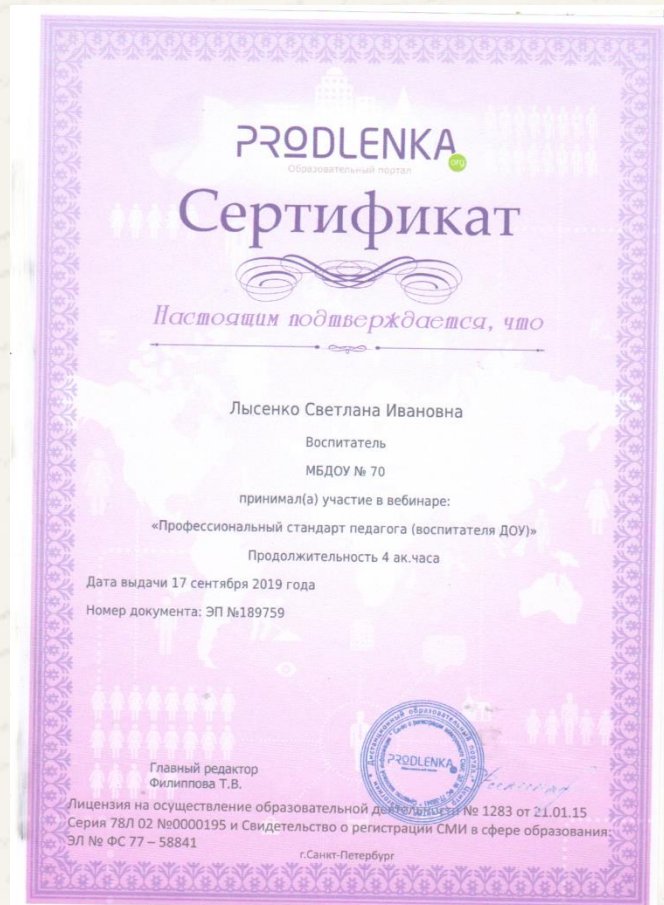 PRODLENKA
org
Образовательный портал
Сертификат
Настоящим подтверждается, что
Лысенко Светлана Ивановна
Воспитатель
МБДОУ № 70
принимал(а) участие в вебинаре:
«Профессиональный стандарт педагога (воспитателя ДОУ)»
Продолжительность 4 ак.часа
Дата выдачи 17 сентября 2019 года
Номер документа: ЭП №189759
PRODLENKA
Главный редактор
Филиппова Т.В.
Лицензия на осуществление образовательной деятельности № 1283 от 21.01.15
Серия 78Л 02 №0000195 и Свидетельство о регистрации СМИ в сфере образования:
ЭЛ № ФС 77 – 58841
г.Санкт-Петербург